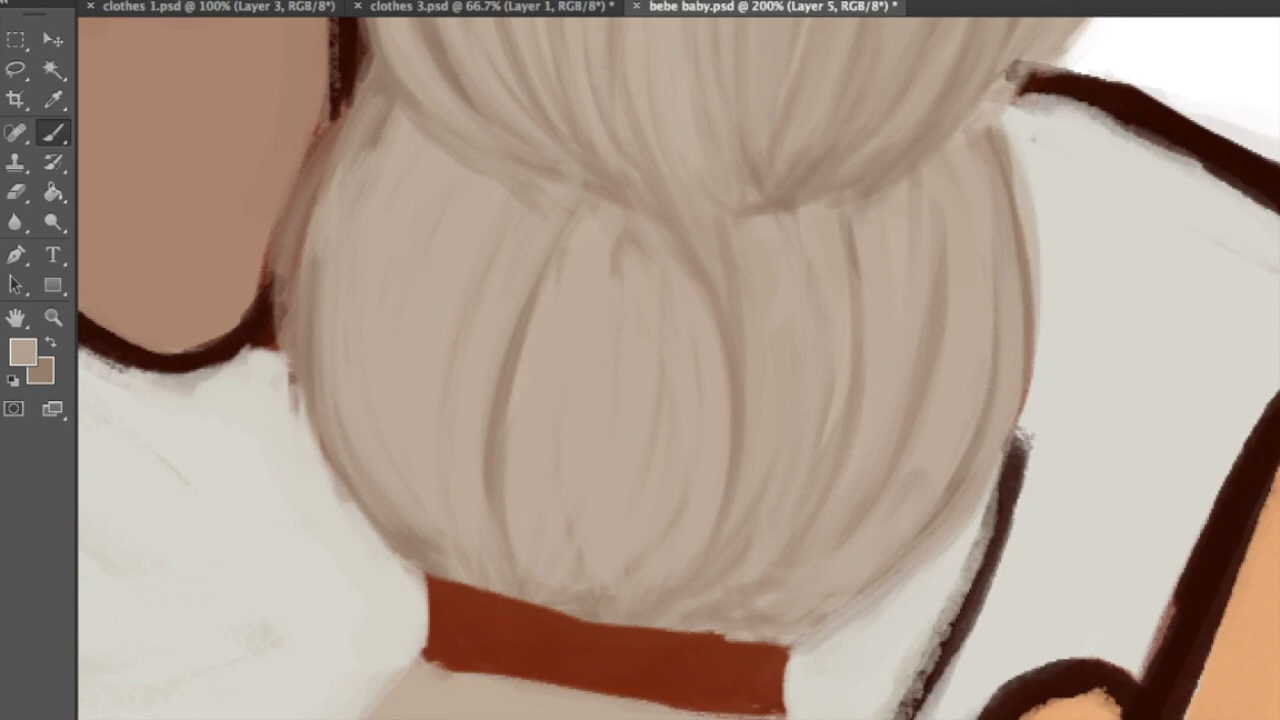 clothes 1.psd @ 100% (Layer 3, RGB/8*)
clothes 3.psd @ 66.7% (Layer 1, RGB/8*) *
bebe baby.psd @ 200% (Layer 5, RGB/8*) *
T